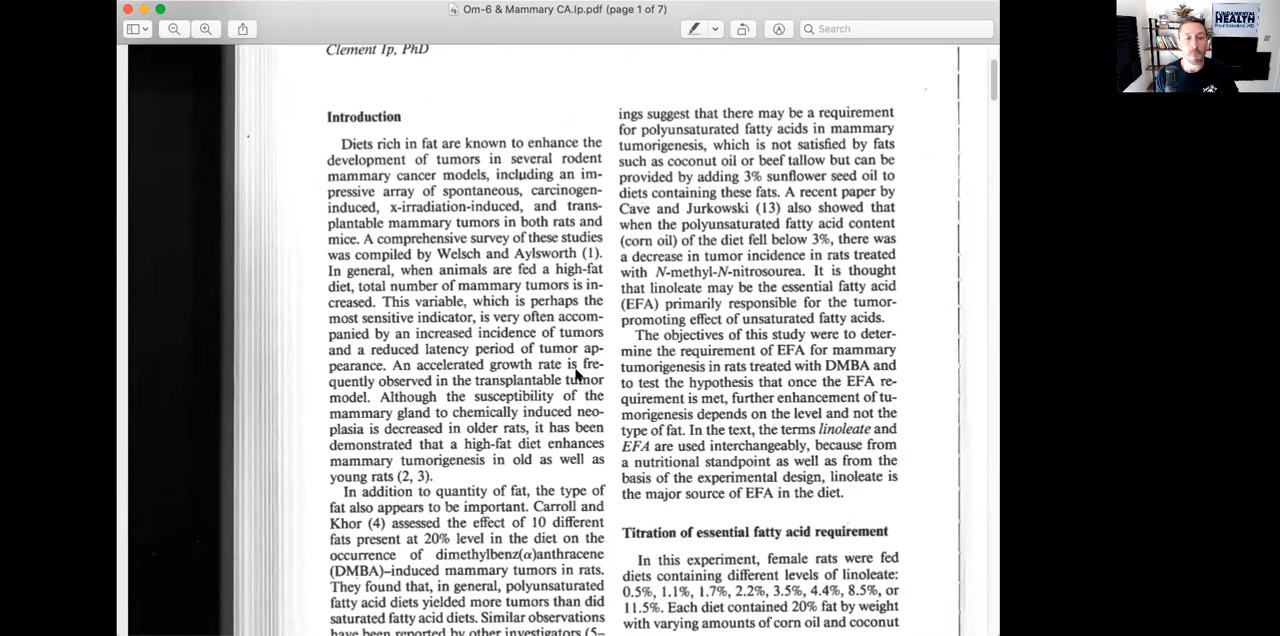 Om-6 & Mammary CA.Ip.pdf (page 1 of 7)
Search
FUNDAMENTAL
HEALTH
Clement Ip, PhD
Introduction
Diets rich in fat are known to enhance the
development of tumors in several rodent
mammary cancer models, including an im-
pressive array of spontaneous, carcinogen-
induced, x-irradiation-induced, and trans-
plantable mammary tumors in both rats and
mice. A comprehensive survey of these studies
was compiled by Welsch and Aylsworth (1).
In general, when animals are fed a high-fat
diet, total number of mammary tumors is in-
creased. This variable, which is perhaps the
most sensitive indicator, is very often accom-
panied by an increased incidence of tumors
and a reduced latency period of tumor ap-
pearance. An accelerated growth rate is fre-
quently observed in the transplantable tumor
model. Although the susceptibility of the
mammary gland to chemically induced neo-
plasia is decreased in older rats, it has been
demonstrated that a high-fat diet enhances
mammary tumorigenesis in old as well as
young rats (2, 3).
In addition to quantity of fat, the type of
fat also appears to be important. Carroll and
Khor (4) assessed the effect of 10 different
fats present at 20% level in the diet on the
occurrence of dimethylbenz(α)anthracene
(DMBA)–induced mammary tumors in rats.
They found that, in general, polyunsaturated
fatty acid diets yielded more tumors than did
saturated fatty acid diets. Similar observations
have been reported by other investigators (5–
ings suggest that there may be a requirement
for polyunsaturated fatty acids in mammary
tumorigenesis, which is not satisfied by fats
such as coconut oil or beef tallow but can be
provided by adding 3% sunflower seed oil to
diets containing these fats. A recent paper by
Cave and Jurkowski (13) also showed that
when the polyunsaturated fatty acid content
(corn oil) of the diet fell below 3%, there was
a decrease in tumor incidence in rats treated
with N-methyl-N-nitrosourea. It is thought
that linoleate may be the essential fatty acid
(EFA) primarily responsible for the tumor-
promoting effect of unsaturated fatty acids.
The objectives of this study were to deter-
mine the requirement of EFA for mammary
tumorigenesis in rats treated with DMBA and
to test the hypothesis that once the EFA re-
quirement is met, further enhancement of tu-
morigenesis depends on the level and not the
type of fat. In the text, the terms linoleate and
EFA are used interchangeably, because from
a nutritional standpoint as well as from the
basis of the experimental design, linoleate is
the major source of EFA in the diet.
Titration of essential fatty acid requirement
In this experiment, female rats were fed
diets containing different levels of linoleate:
0.5%, 1.1%, 1.7%, 2.2%, 3.5%, 4.4%, 8.5%, or
11.5%. Each diet contained 20% fat by weight
with varying amounts of corn oil and coconut